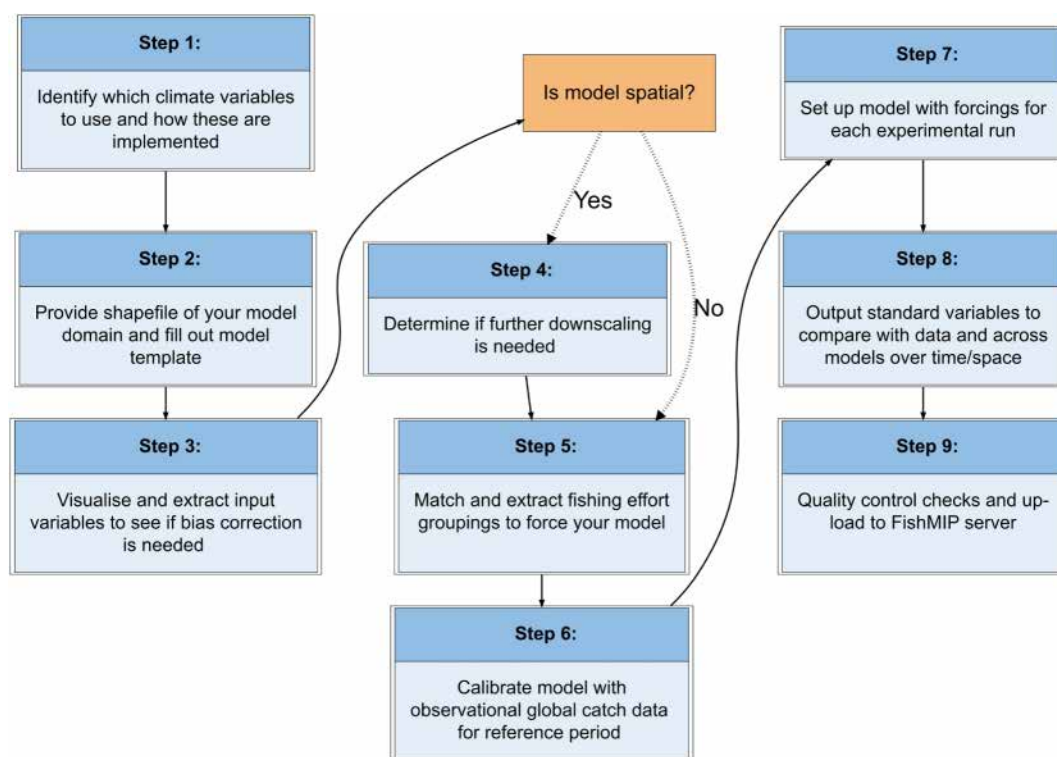 Step 1:
Identify which climate variables
to use and how these are
implemented
Step 2:
Provide shapefile of your model
domain and fill out model
template
Step 3:
Visualise and extract input
variables to see if bias correction
is needed
Is model spatial?
Yes
No
Step 4:
Determine if further downscaling
is needed
Step 5:
Match and extract fishing effort
groupings to force your model
Step 6:
Calibrate model with
observational global catch data
for reference period
Step 7:
Set up model with forcings for
each experimental run
Step 8:
Output standard variables to
compare with data and across
models over time/space
Step 9:
Quality control checks and up-
load to FishMIP server